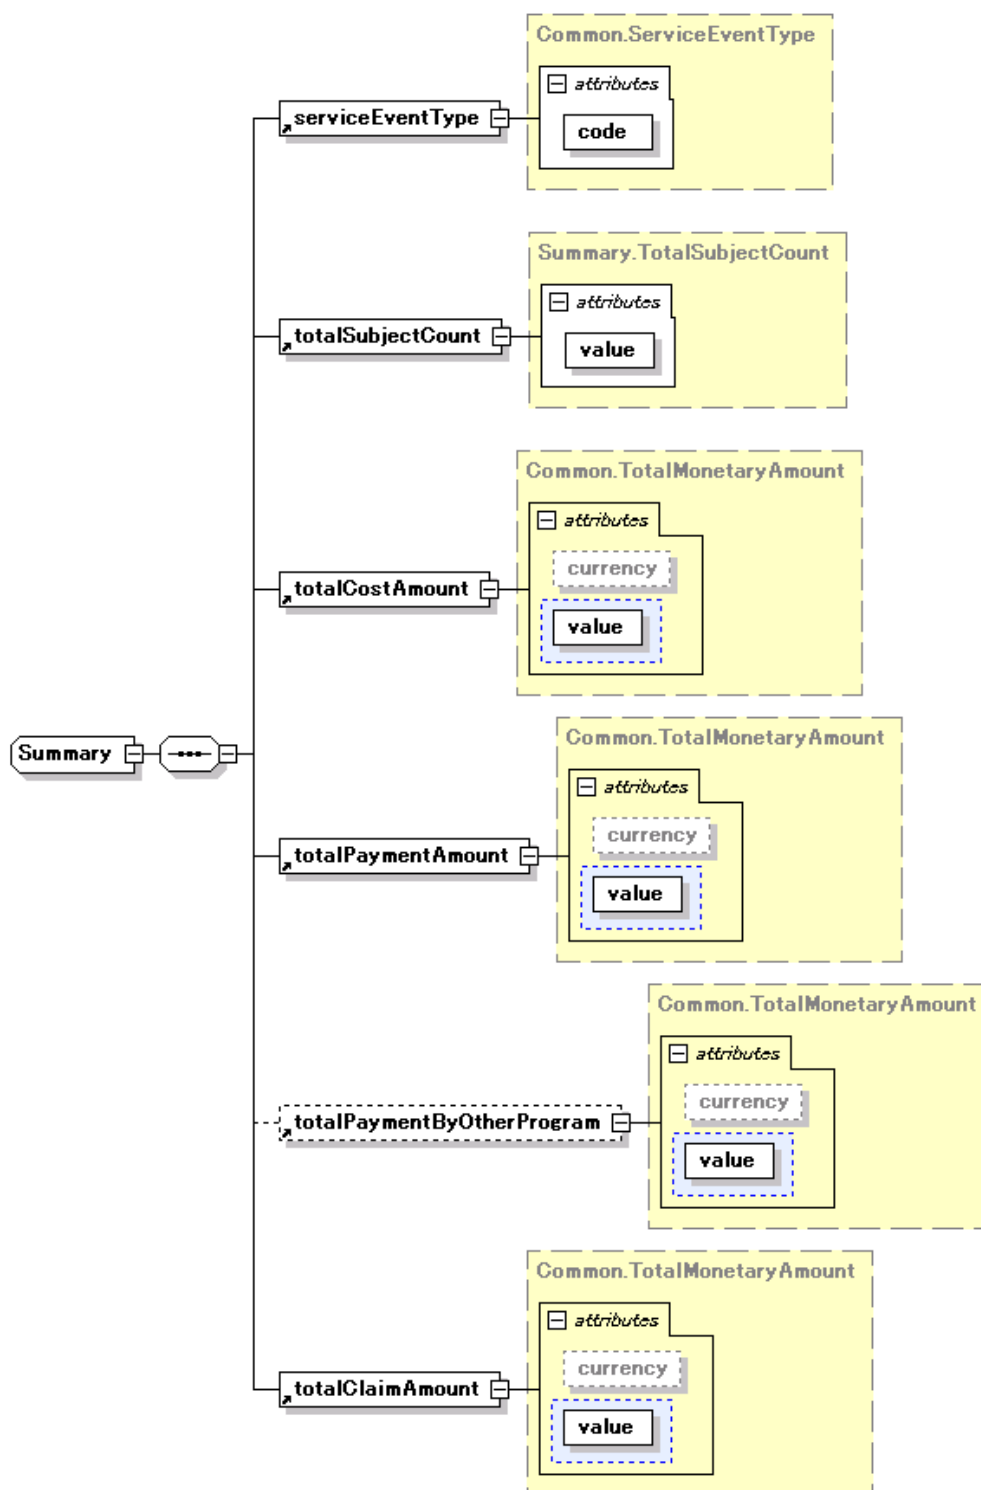 Common.ServiceEventType
attributes
serviceEventType
code
Summary.TotalSubjectCount
attributes
totalSubjectCount
value
Common.TotalMonetaryAmount
attributes
currency
totalCostAmount
value
Summary
Common.TotalMonetaryAmount
attributes
currency
totalPaymentAmount
value
Common.TotalMonetaryAmount
attributes
currency
totalPaymentByOtherProgram
value
Common.TotalMonetaryAmount
attributes
currency
totalClaimAmount
value